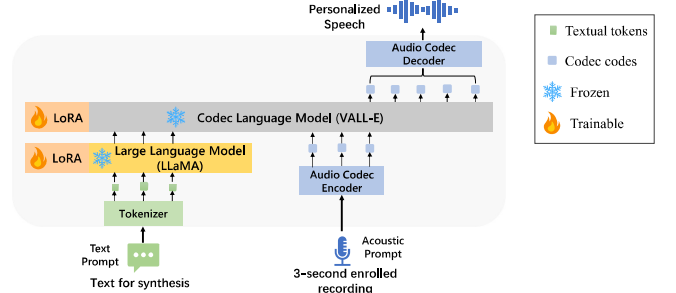 Personalized
Speech
Audio Codec
Decoder
LoRA
Codec Language Model (VALL-E)
LoRA
Large Language Model
(LLaMA)
Audio Codec
Encoder
Tokenizer
Text
Prompt
Acoustic
Prompt
Text for synthesis
3-second enrolled
recording
Textual tokens
Codec codes
Frozen
Trainable